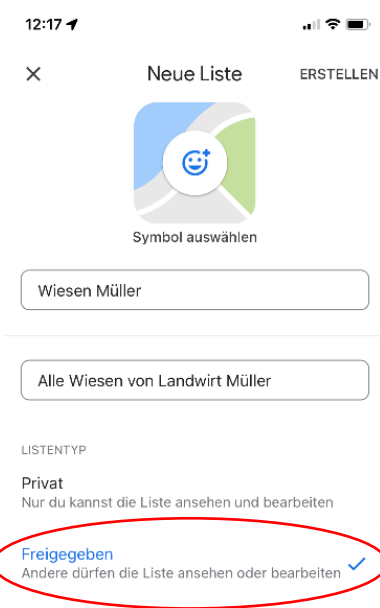 12:17
Neue Liste
ERSTELLEN
Symbol auswählen
Wiesen Müller
Alle Wiesen von Landwirt Müller
LISTENTYP
Privat
Nur du kannst die Liste ansehen und bearbeiten
Freigegeben
Andere dürfen die Liste ansehen oder bearbeiten